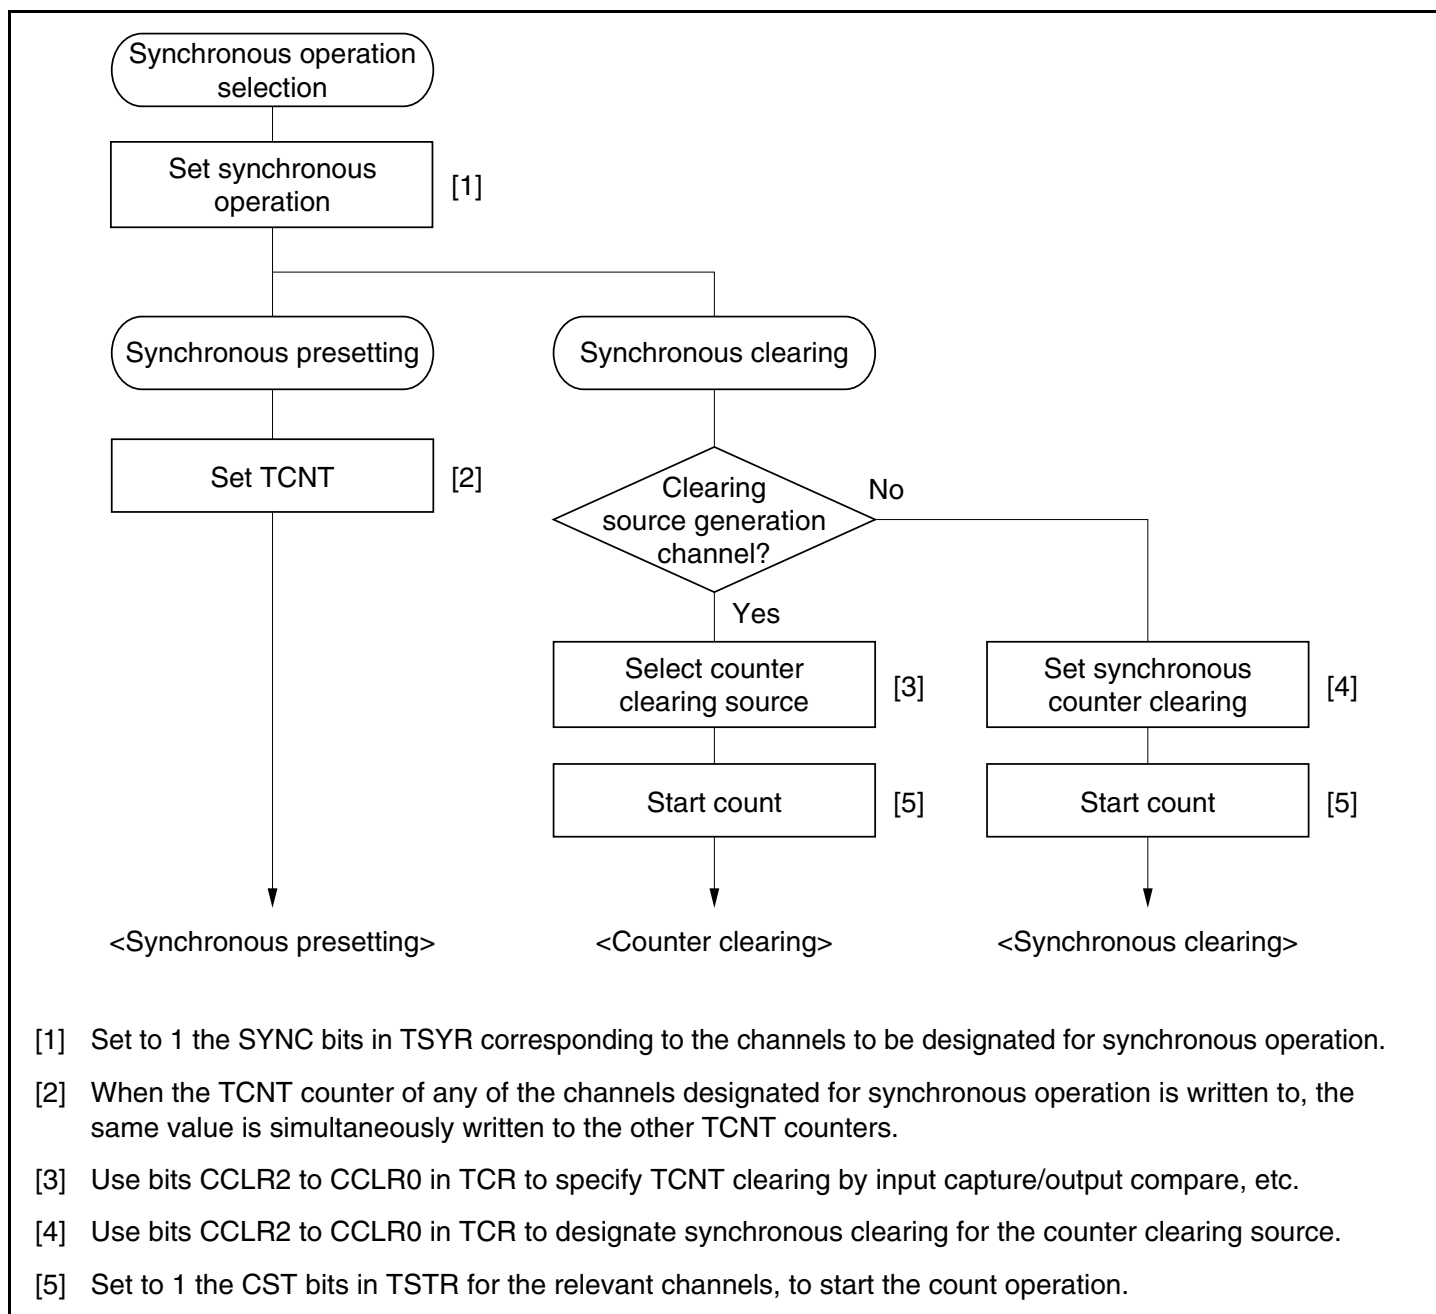 Synchronous operation
selection
Set synchronous
operation
[1]
Synchronous presetting
Synchronous clearing
Set TCNT
[2]
Clearing
source generation
channel?
No
Yes
Select counter
clearing source
[3]
Set synchronous
counter clearing
[4]
Start count
[5]
Start count
[5]
<Synchronous presetting>
<Counter clearing>
<Synchronous clearing>
[1] Set to 1 the SYNC bits in TSYR corresponding to the channels to be designated for synchronous operation.
[2] When the TCNT counter of any of the channels designated for synchronous operation is written to, the
same value is simultaneously written to the other TCNT counters.
[3] Use bits CCLR2 to CCLR0 in TCR to specify TCNT clearing by input capture/output compare, etc.
[4] Use bits CCLR2 to CCLR0 in TCR to designate synchronous clearing for the counter clearing source.
[5] Set to 1 the CST bits in TSTR for the relevant channels, to start the count operation.